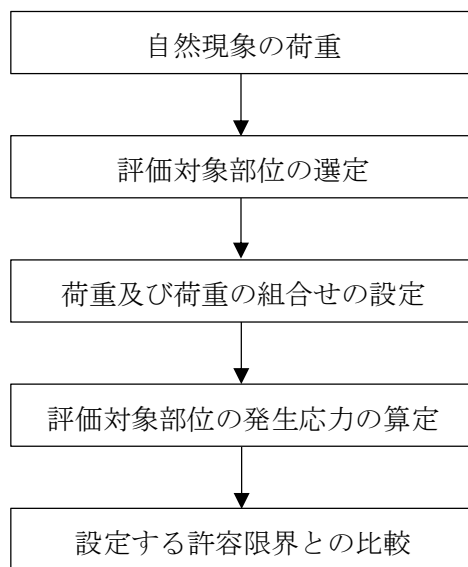 自然現象の荷重
評価対象部位の選定
荷重及び荷重の組合せの設定
評価対象部位の発生応力の算定
設定する許容限界との比較